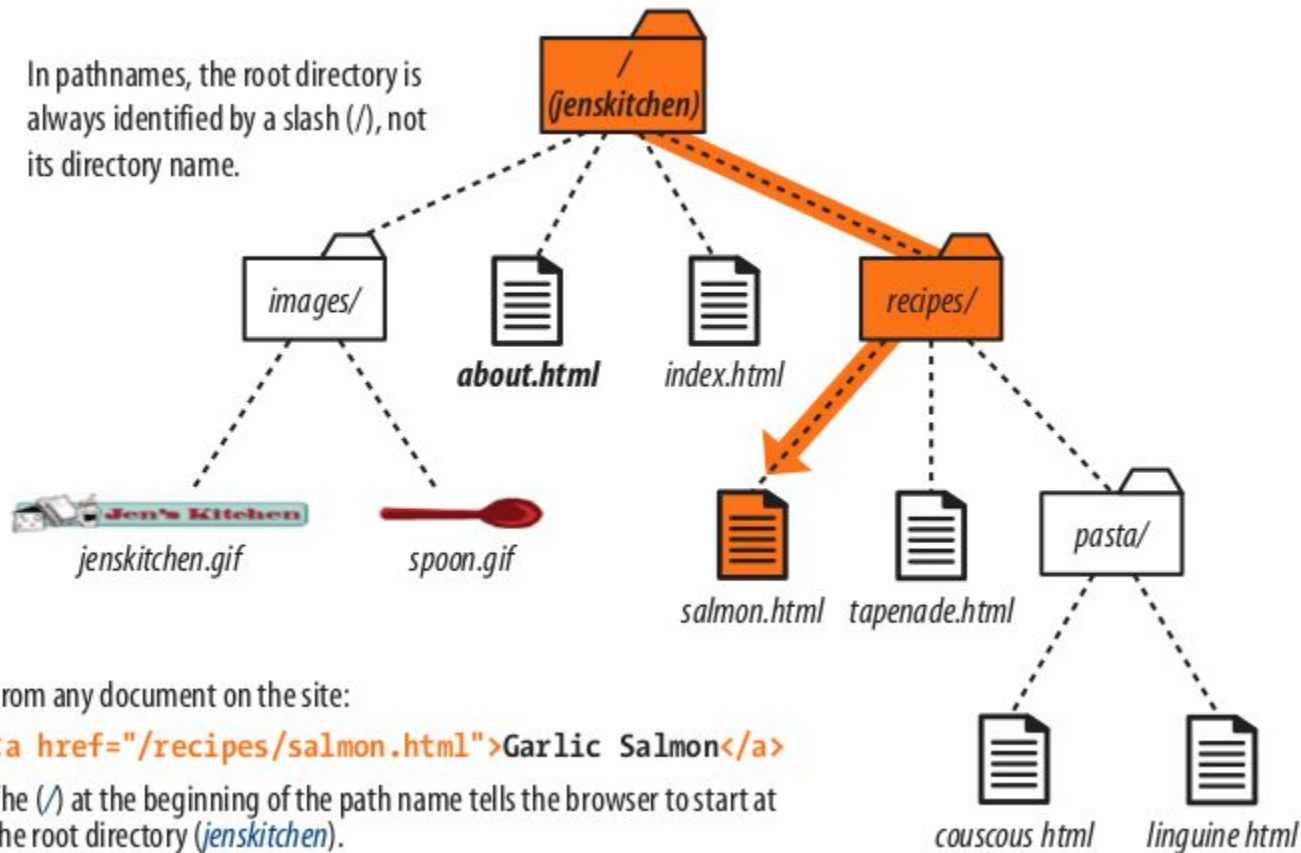 In pathnames, the root directory is
always identified by a slash (/), not
its directory name.
/
(jenskitchen)
images/
about.html
index.html
recipes/
Jen's Kitchen
jenskitchen.gif
spoon.gif
salmon.html
tapenade.html
pasta/
couscous html
linguine html
rom any document on the site:
a href="/recipes/salmon.html">Garlic Salmon</a>
he (/) at the beginning of the path name tells the browser to start at
he root directory (jenskitchen).